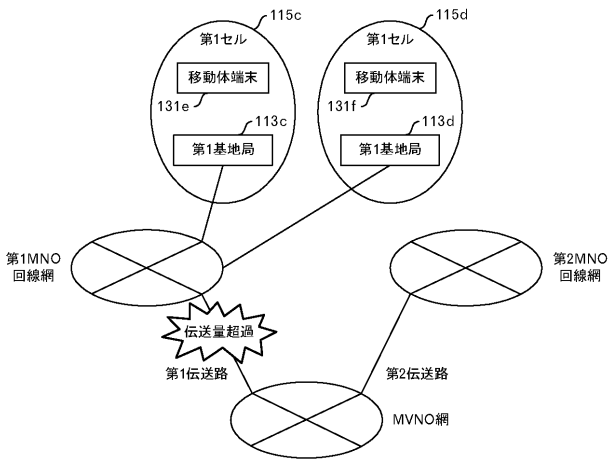 115c
115d
第1セル
第1セル
移動体端末
移動体端末
131e
113c
131f
113d
第1基地局
第1基地局
第1MNO
回線網
第2MNO
回線網
伝送量超過
第1伝送路
第2伝送路
MVNO網